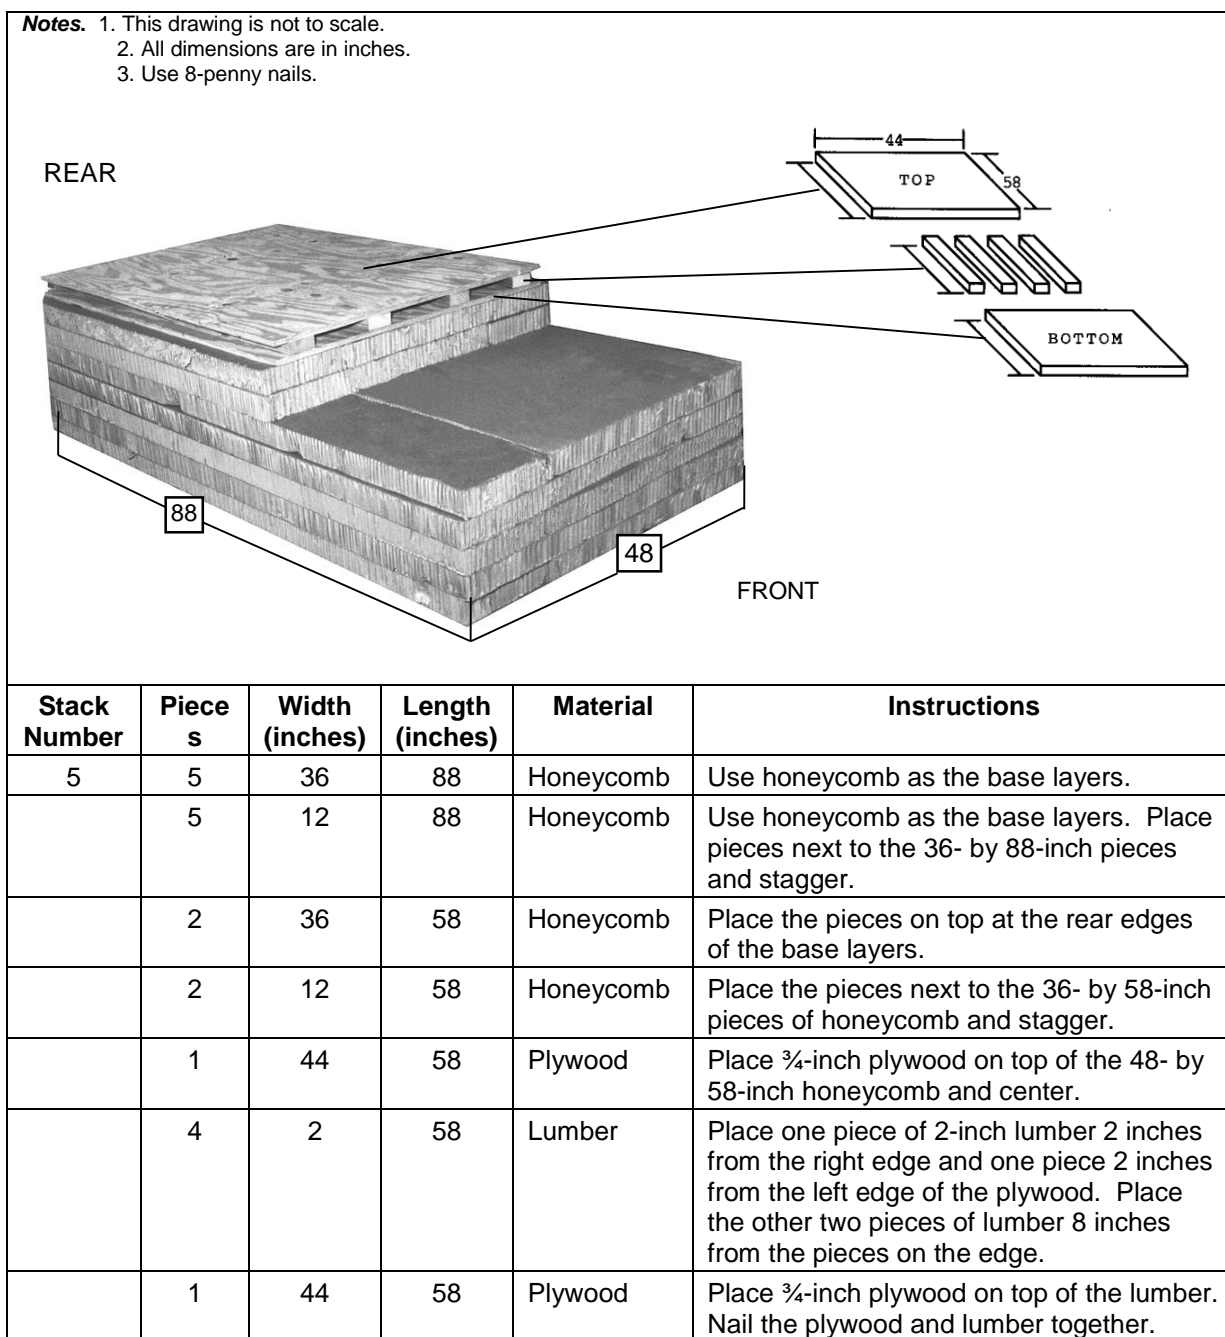 Notes. 1. This drawing is not to scale.
2. All dimensions are in inches.
3. Use 8-penny nails.
REAR
44
TOP
58
BOTTOM
88
48
FRONT
Stack Number | Piece s | Width (inches) | Length (inches) | Material | Instructions
5 | 5 | 36 | 88 | Honeycomb | Use honeycomb as the base layers.
5 | 12 | 88 | Honeycomb | Use honeycomb as the base layers. Place
pieces next to the 36- by 88-inch pieces
and stagger.
2 | 36 | 58 | Honeycomb | Place the pieces on top at the rear edges
of the base layers.
2 | 12 | 58 | Honeycomb | Place the pieces next to the 36- by 58-inch
pieces of honeycomb and stagger.
1 | 44 | 58 | Plywood | Place ¾-inch plywood on top of the 48- by
58-inch honeycomb and center.
4 | 2 | 58 | Lumber | Place one piece of 2-inch lumber 2 inches
from the right edge and one piece 2 inches
from the left edge of the plywood. Place
the other two pieces of lumber 8 inches
from the pieces on the edge.
1 | 44 | 58 | Plywood | Place ¾-inch plywood on top of the lumber.
Nail the plywood and lumber together.